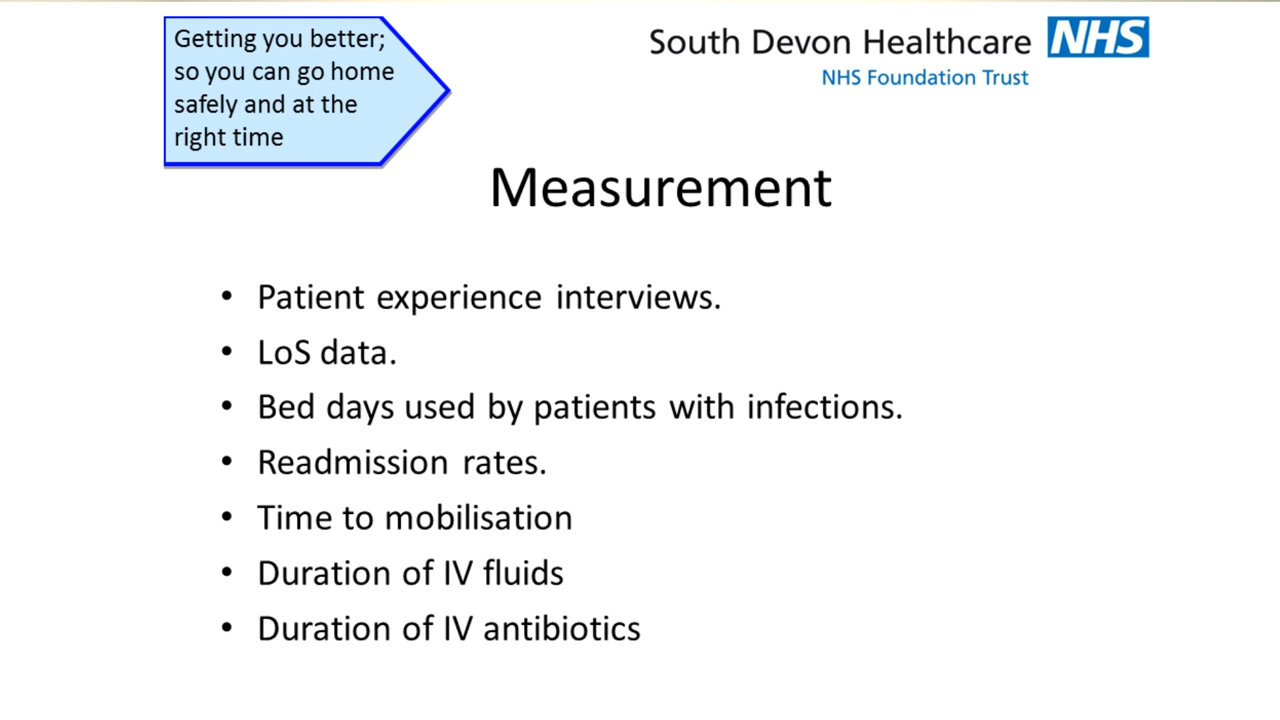 Getting you better;
so you can go home
safely and at the
right time
South Devon Healthcare NHS
NHS Foundation Trust
Measurement
• Patient experience interviews.
• LoS data.
• Bed days used by patients with infections.
• Readmission rates.
• Time to mobilisation
• Duration of IV fluids
• Duration of IV antibiotics